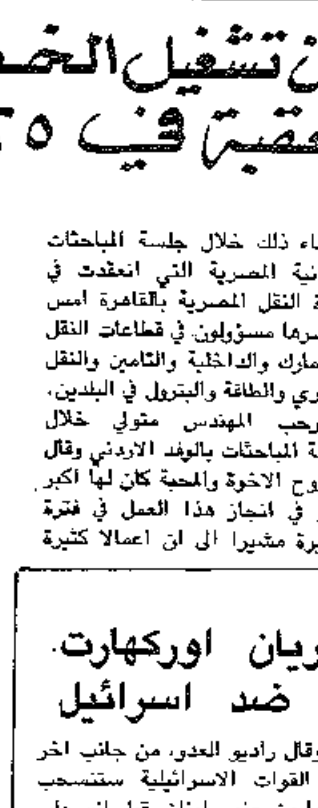 ن تشغيل الخط
عقبة في ٢٥
اء ذلك خلال جلسة المباحثات
نية المصرية التي انعقدت في
ة النقل المصرية بالقاهرة امس
سرها مسؤولون في قطاعات النقل
مارك والداخلية والتامين والنقل
ري والطاقة والبترول في البلدين.
رحب المهندس متولي خلال
ة المباحثات بالوفد الاردني وقال
وح الاخوة والمحبة كان لها اكبر
ر في انجاز هذا العمل في فترة
يرة مشيرا الى ان اعمالا كثيرة
ريان اوركهارت.
ضد اسرائيل
وقال راديو العدو، من جانب اخر
القوات الاسرائيلية ستنسحب